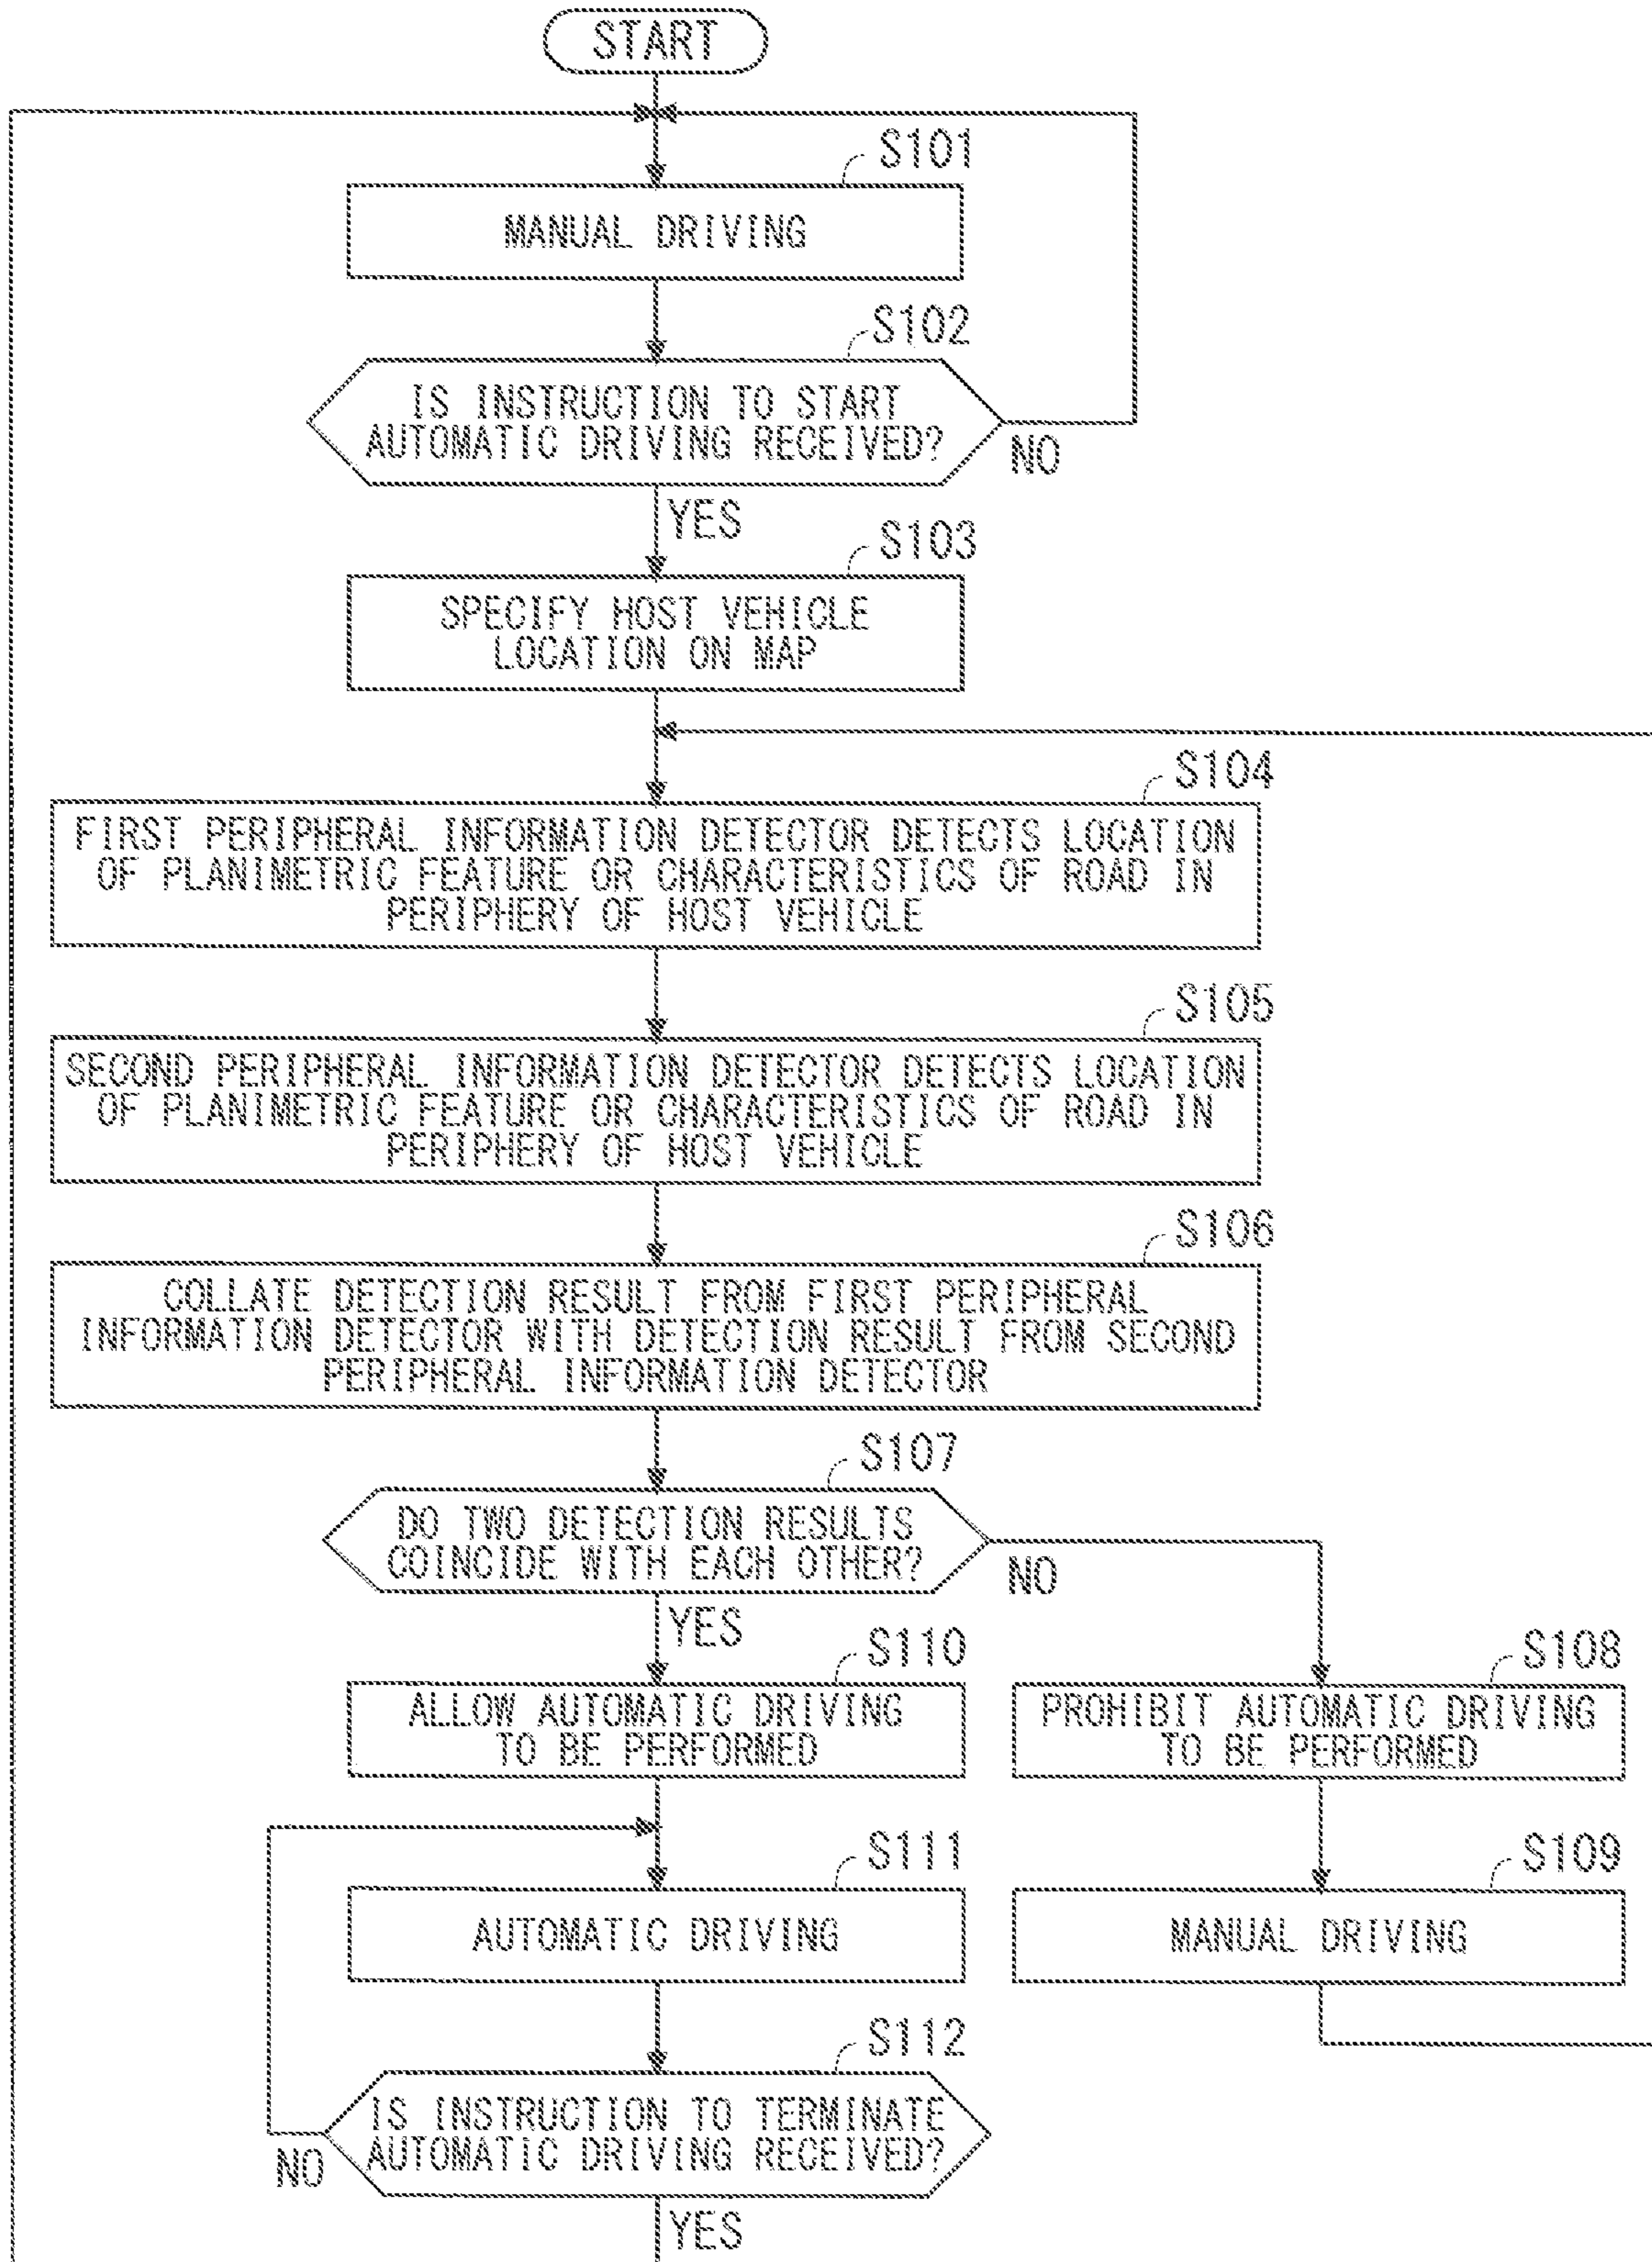 START
S101
MANUAL DRIVING
S102
IS INSTRUCTION TO START
AUTOMATIC DRIVING RECEIVED?
NO
YES
S103
SPECIFY HOST VEHICLE
LOCATION ON MAP
S104
FIRST PERIPHERAL INFORMATION DETECTOR DETECTS LOCATION
OF PLANIMETRIC FEATURE OR CHARACTERISTICS OF ROAD IN
PERIPHERY OF HOST VEHICLE
S105
SECOND PERIPHERAL INFORMATION DETECTOR DETECTS LOCATION
OF PLANIMETRIC FEATURE OR CHARACTERISTICS OF ROAD IN
PERIPHERY OF HOST VEHICLE
S106
COLLATE DETECTION RESULT FROM FIRST PERIPHERAL
INFORMATION DETECTOR WITH DETECTION RESULT FROM SECOND
PERIPHERAL INFORMATION DETECTOR
S107
DO TWO DETECTION RESULTS
COINCIDE WITH EACH OTHER?
NO
YES
S110
ALLOW AUTOMATIC DRIVING
TO BE PERFORMED
S108
PROHIBIT AUTOMATIC DRIVING
TO BE PERFORMED
S111
AUTOMATIC DRIVING
S109
MANUAL DRIVING
S112
IS INSTRUCTION TO TERMINATE
AUTOMATIC DRIVING RECEIVED?
NO
YES